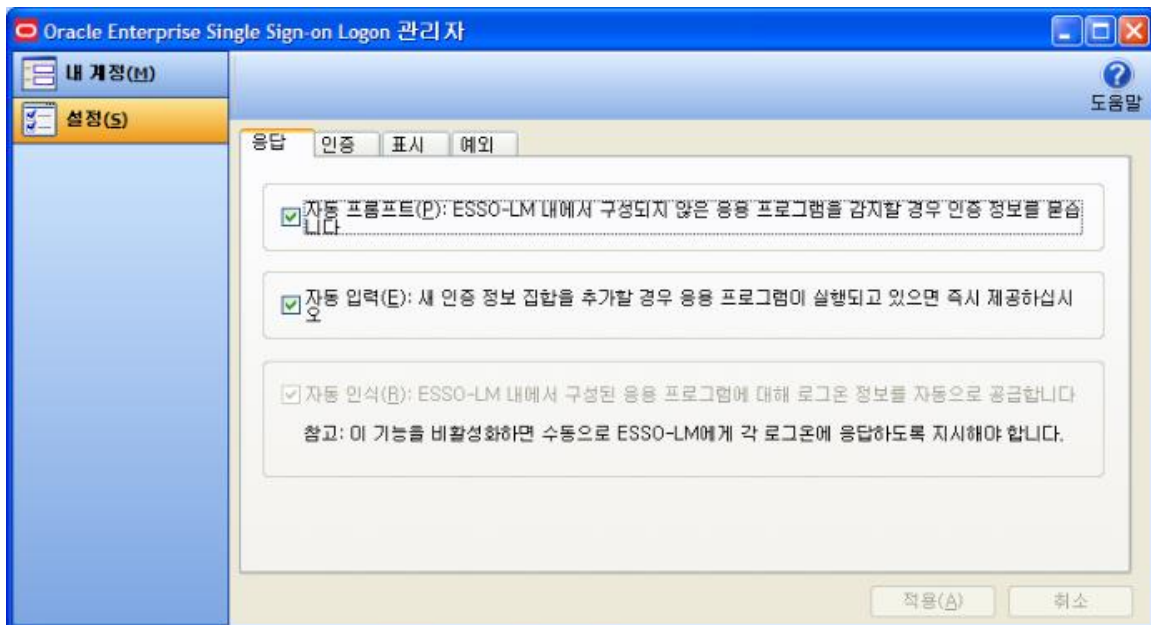 Oracle Enterprise Single Sign-on Logon 관리자
내 계정(M)
설정(S)
도움말
응답 인증 표시 예외
자동 프롬프트(P): ESSO-LM 내에서 구성되지 않은 응용 프로그램을 감지할 경우 인증 정보를 묻습
니다
자동 입력(E): 새 인증 정보 집합을 추가할 경우 응용 프로그램이 실행되고 있으면 즉시 제공하십시
오
자동 인식(R): ESSO-LM 내에서 구성된 응용 프로그램에 대해 로그온 정보를 자동으로 공급합니다
참고: 이 기능을 비활성화하면 수동으로 ESSO-LM에게 각 로그온에 응답하도록 지시해야 합니다.
적용(A) 취소